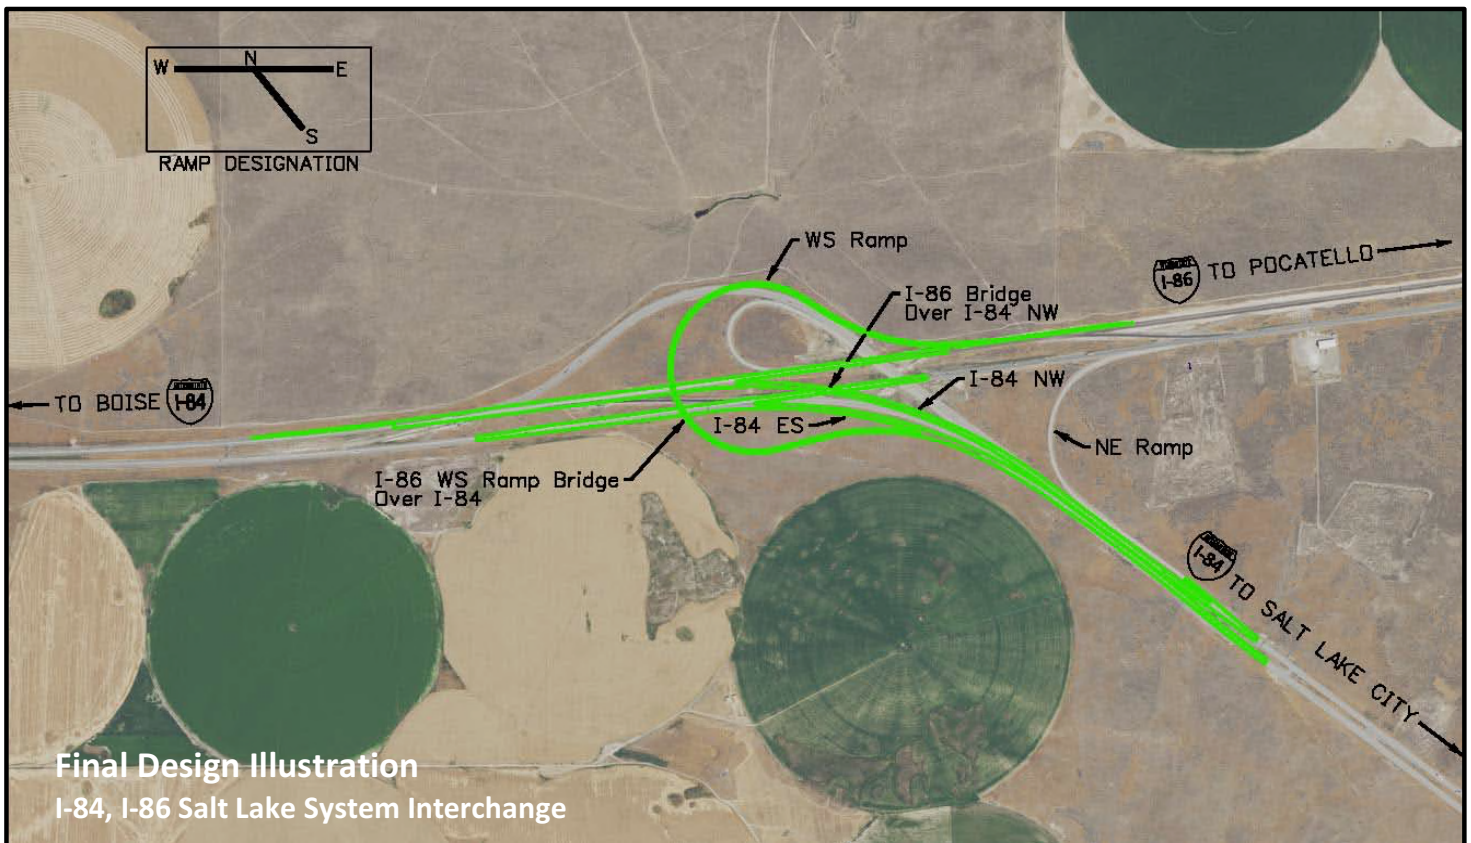 W N E
S
RAMP DESIGNATION
WS Ramp
I-86 Bridge
Over I-84 NW
I-86 TO POCATELLO
I-84 NW
TO BOISE I-84
I-84 ES
NE Ramp
I-86 WS Ramp Bridge
Over I-84
I-84 TO SALT LAKE CITY
Final Design Illustration
I-84, I-86 Salt Lake System Interchange